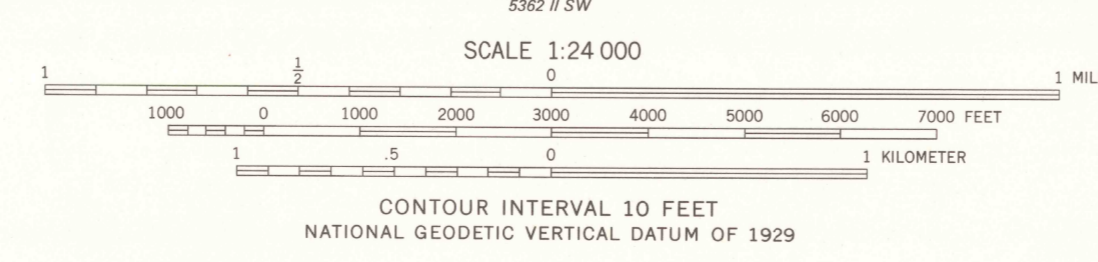 5362 II SW
SCALE 1:24 000
1 1/2 0 1 MIL
1000 0 1000 2000 3000 4000 5000 6000 7000 FEET
1 .5 0 1 KILOMETER
CONTOUR INTERVAL 10 FEET
NATIONAL GEODETIC VERTICAL DATUM OF 1929